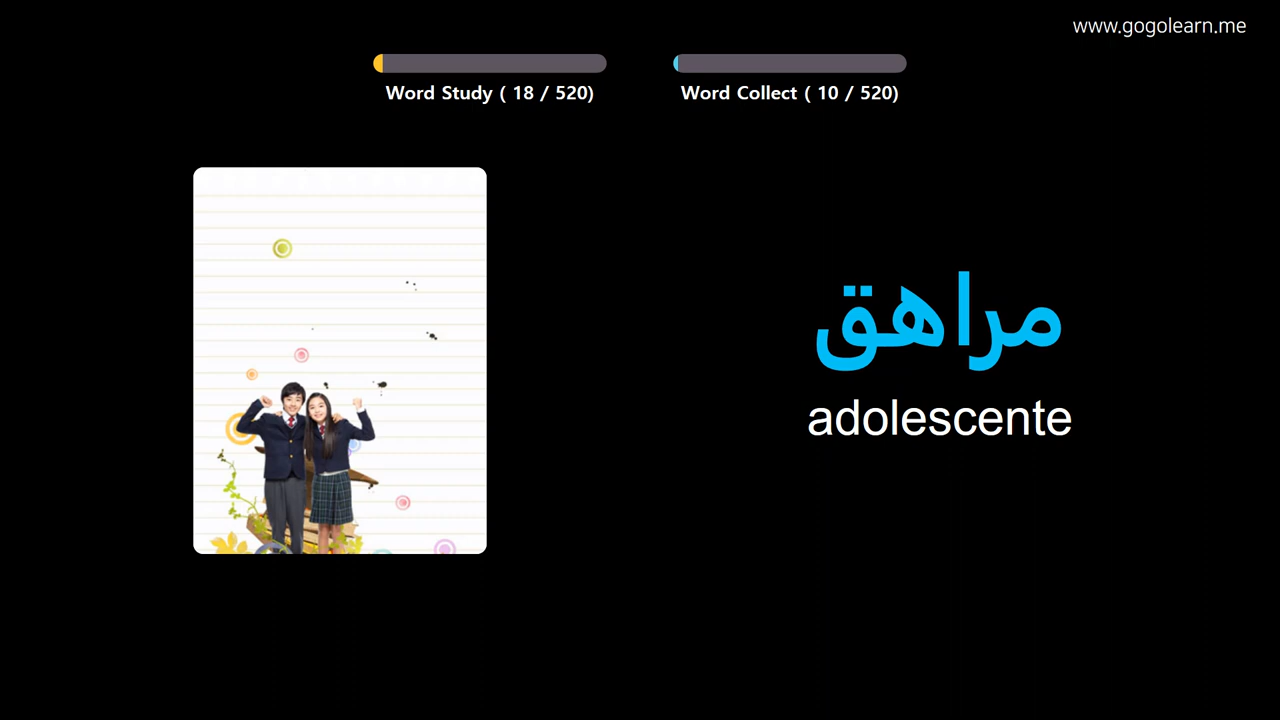 www.gogolearn.me
Word Study ( 18 / 520)
Word Collect ( 10 / 520)
مراهق
adolescente